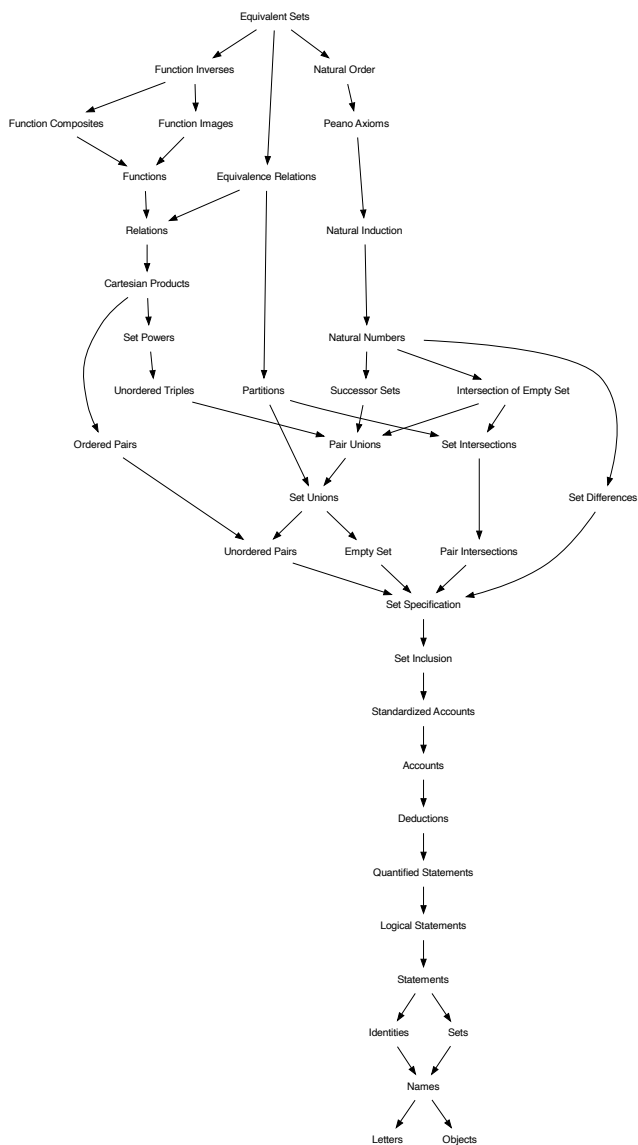 Equivalent Sets
Function Inverses
Natural Order
Function Composites
Function Images
Peano Axioms
Functions
Equivalence Relations
Relations
Natural Induction
Cartesian Products
Set Powers
Natural Numbers
Unordered Triples
Partitions
Successor Sets
Intersection of Empty Set
Ordered Pairs
Pair Unions
Set Intersections
Set Unions
Set Differences
Unordered Pairs
Empty Set
Pair Intersections
Set Specification
Set Inclusion
Standardized Accounts
Accounts
Deductions
Quantified Statements
Logical Statements
Statements
Identities
Sets
Names
Letters
Objects